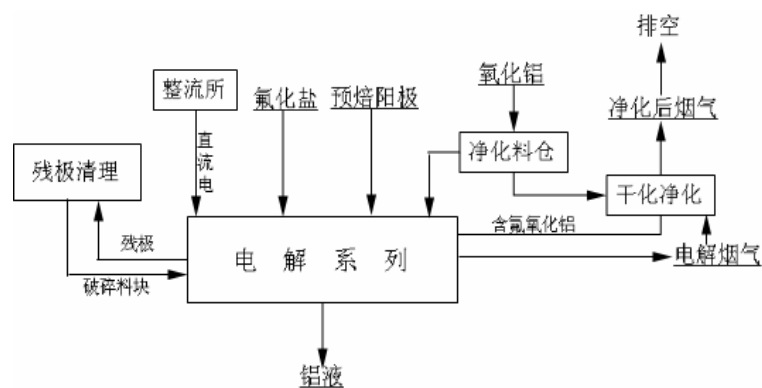 排空
整流所
氟化盐
预焙阳极
氧化铝
净化后烟气
直流电
净化料仓
残极清理
干化净化
残极
含氟氧化铝
电解系列
电解烟气
破碎料块
铝液